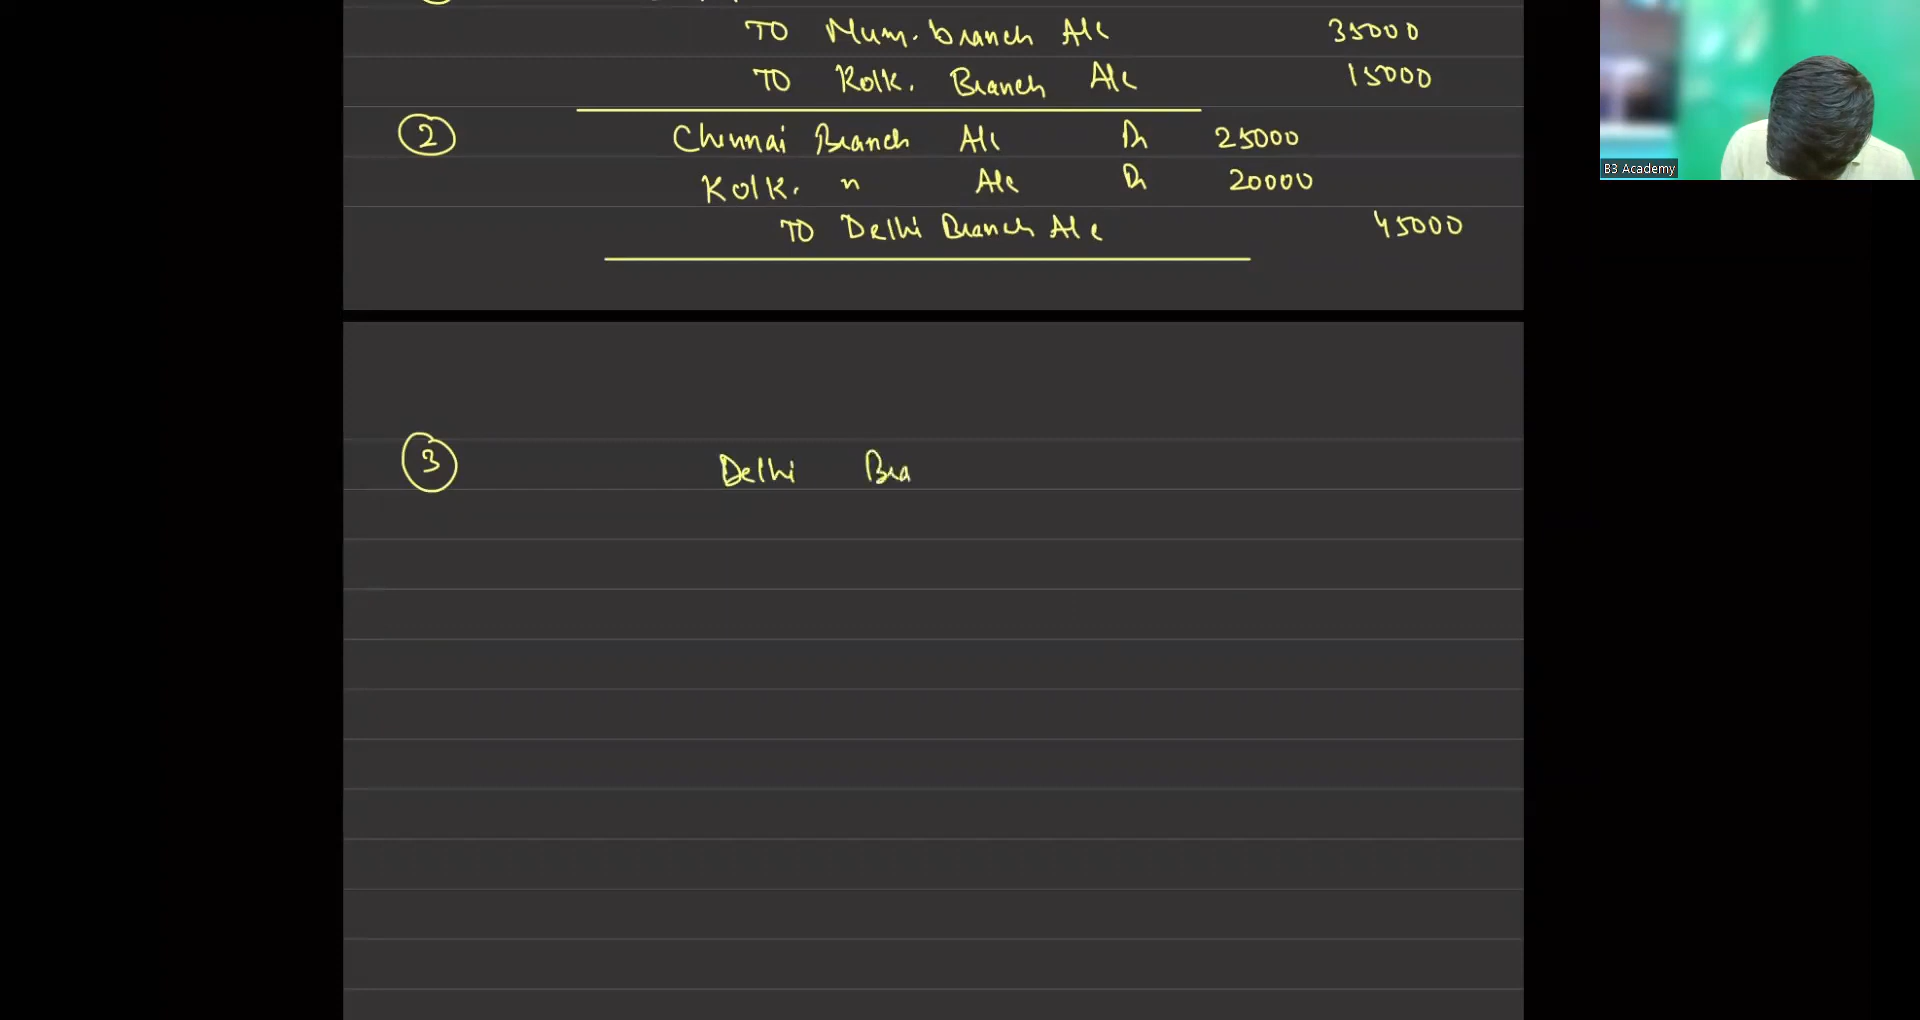 TO Mum. branch A/c 35000
TO Kolk. Branch A/c 15000
2 Chennai Branch A/c Dr 25000
Kolk. " A/c Dr 20000
TO Delhi Branch A/c 45000
3 Delhi Bra
B3 Academy